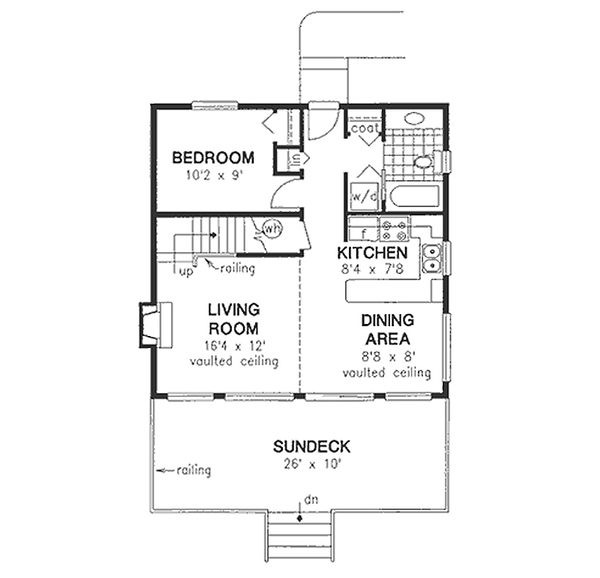 coat
BEDROOM
10'2 x 9'
lin
w/d
wh
f
KITCHEN
8'4 x 7'8
up
railing
LIVING
ROOM
16'4 x 12'
vaulted ceiling
DINING
AREA
8'8 x 8'
vaulted ceiling
SUNDECK
26' x 10'
railing
dn